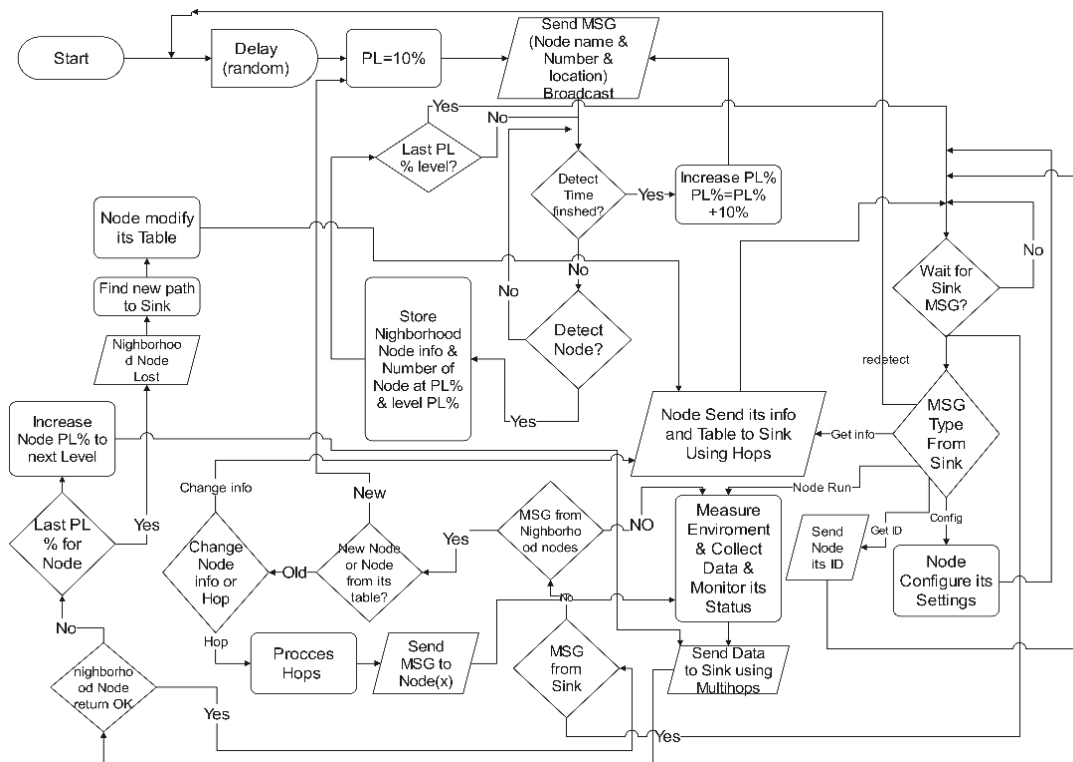 Start
Delay
(random)
PL=10%
Send MSG
(Node name &
Number &
location)
Broadcast
Yes
No
Last PL
% level?
Detect
Time
finshed?
Yes
Increase PL%
PL%=PL%
+10%
No
Node modify
its Table
Find new path
to Sink
Nighborhoo
d Node
Lost
Store
Nighborhood
Node info &
Number of
Node at PL%
& level PL%
No
Detect
Node?
Yes
Wait for
Sink
MSG?
No
redetect
MSG
Type
From
Sink
Get info
Node Send its info
and Table to Sink
Using Hops
Node Run
Get ID
Config
Send
Node
its ID
Node
Configure its
Settings
Increase
Node PL% to
next Level
Last PL
% for
Node
Yes
No
Change info
Change
Node
info or
Hop
Old
New
New Node
or Node
from its
table?
Yes
MSG from
Nighborho
od nodes
NO
Measure
Enviroment
& Collect
Data &
Monitor its
Status
Hop
Procces
Hops
Send
MSG to
Node(x)
No
MSG
from
Sink
Yes
Send Data
to Sink using
Multihops
nighborho
od Node
return OK
Yes